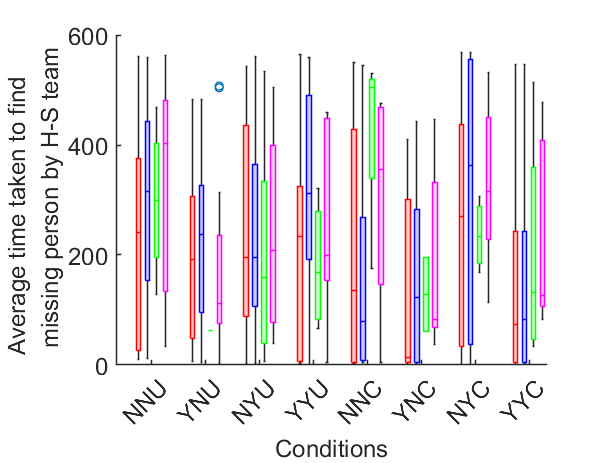 Average time taken to find
missing person by H-S team
600
400
200
0
NNU
YNU
NYU
YYU
NNC
YNC
NYC
YYC
Conditions